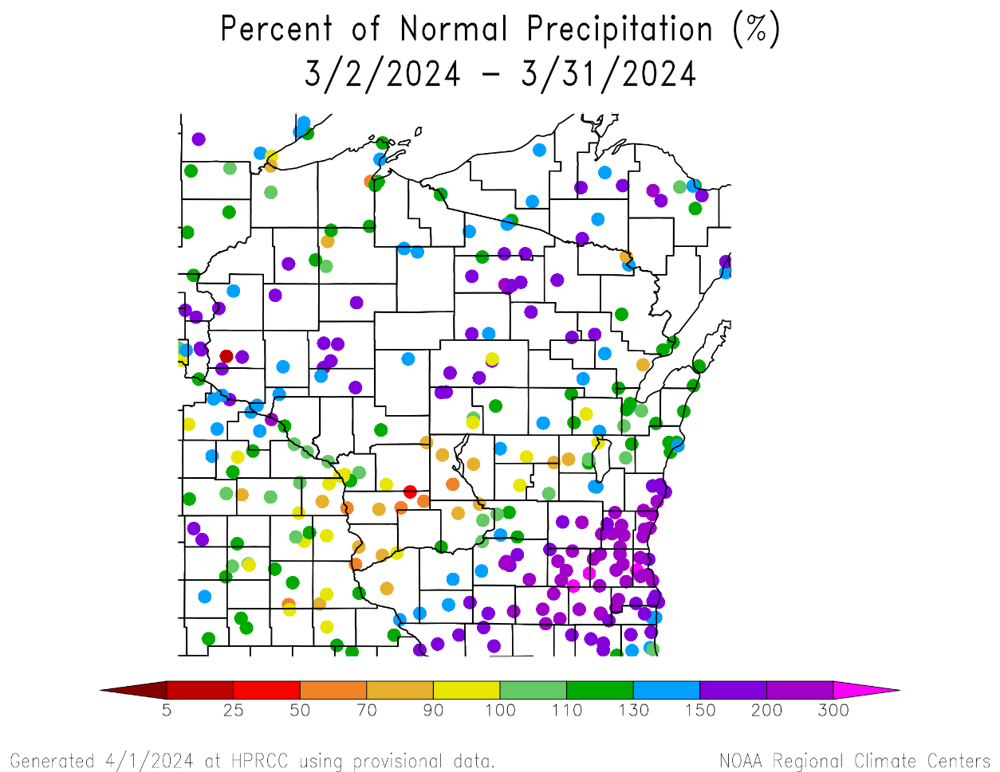 Percent of Normal Precipitation (%)
3/2/2024 – 3/31/2024
5 25 50 70 90 100 110 130 150 200 300
Generated 4/1/2024 at HPRCC using provisional data.
NOAA Regional Climate Centers